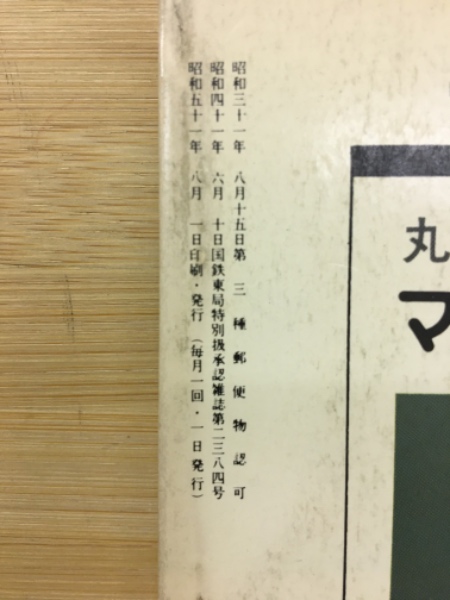 昭和三十一年 八月十五日第三種郵便物認可
昭和四十一年 六月 十日国鉄東局特別扱承認雑誌第二三八四号
昭和五十一年 八月 一日印刷・発行 (毎月一回・一日発行)
丸
マ